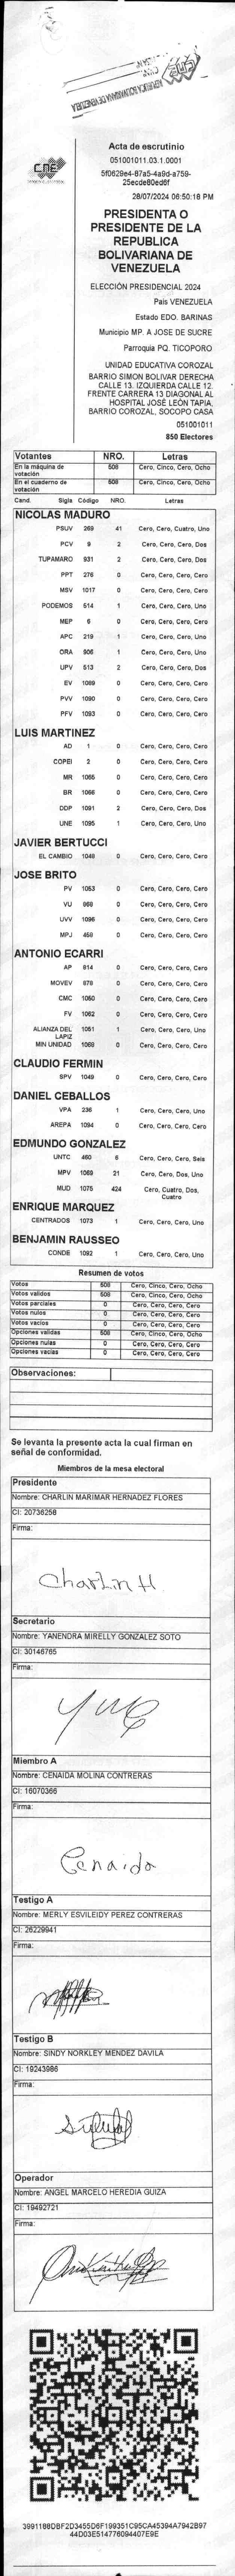 CNE
Acta de escrutinio
051001011.03.1.0001
5f0629e4-87a5-4a9d-a759-
25ecde80ed6f
28/07/2024 06:50:16 PM
PRESIDENTA O
PRESIDENTE DE LA
REPUBLICA
BOLIVARIANA DE
VENEZUELA
ELECCIÓN PRESIDENCIAL 2024
Pais VENEZUELA
Estado EDO. BARINAS
Municipio MP. A JOSE DE SUCRE
Parroquia PQ. TICOPORO
UNIDAD EDUCATIVA COROZAL
BARRIO SIMON BOLIVAR DERECHA
CALLE 13. IZQUIERDA CALLE 12.
FRENTE CARRERA 13 DIAGONAL AL
HOSPITAL JOSÉ LEÓN TAPIA,
BARRIO COROZAL, SOCOPO CASA
051001011
850 Electores
Votantes NRO. Letras
En la máquina de votación 508 Cero, Cinco, Cero, Ocho
En el cuaderno de votación 508 Cero, Cinco, Cero, Ocho
Cand. Sigla Código NRO. Letras
NICOLAS MADURO
PSUV 269 41 Cero, Cero, Cuatro, Uno
PCV 9 2 Cero, Cero, Cero, Dos
TUPAMARO 931 2 Cero, Cero, Cero, Dos
PPT 276 0 Cero, Cero, Cero, Cero
MSV 1017 0 Cero, Cero, Cero, Cero
PODEMOS 514 1 Cero, Cero, Cero, Uno
MEP 6 0 Cero, Cero, Cero, Cero
APC 219 1 Cero, Cero, Cero, Uno
ORA 906 1 Cero, Cero, Cero, Uno
UPV 513 2 Cero, Cero, Cero, Dos
EV 1089 0 Cero, Cero, Cero, Cero
PVV 1090 0 Cero, Cero, Cero, Cero
PFV 1093 0 Cero, Cero, Cero, Cero
LUIS MARTINEZ
AD 1 0 Cero, Cero, Cero, Cero
COPEI 2 0 Cero, Cero, Cero, Cero
MR 1065 0 Cero, Cero, Cero, Cero
BR 1066 0 Cero, Cero, Cero, Cero
DDP 1091 2 Cero, Cero, Cero, Dos
UNE 1095 1 Cero, Cero, Cero, Uno
JAVIER BERTUCCI
EL CAMBIO 1048 0 Cero, Cero, Cero, Cero
JOSE BRITO
PV 1053 0 Cero, Cero, Cero, Cero
VU 968 0 Cero, Cero, Cero, Cero
UVV 1096 0 Cero, Cero, Cero, Cero
MPJ 459 0 Cero, Cero, Cero, Cero
ANTONIO ECARRI
AP 914 0 Cero, Cero, Cero, Cero
MOVEV 878 0 Cero, Cero, Cero, Cero
CMC 1060 0 Cero, Cero, Cero, Cero
FV 1062 0 Cero, Cero, Cero, Cero
ALIANZA DEL LAPIZ 1051 1 Cero, Cero, Cero, Uno
MIN UNIDAD 1068 0 Cero, Cero, Cero, Cero
CLAUDIO FERMIN
SPV 1049 0 Cero, Cero, Cero, Cero
DANIEL CEBALLOS
VPA 236 1 Cero, Cero, Cero, Uno
AREPA 1094 0 Cero, Cero, Cero, Cero
EDMUNDO GONZALEZ
UNTC 460 6 Cero, Cero, Cero, Seis
MPV 1069 21 Cero, Cero, Dos, Uno
MUD 1075 424 Cero, Cuatro, Dos,
Cuatro
ENRIQUE MARQUEZ
CENTRADOS 1073 1 Cero, Cero, Cero, Uno
BENJAMIN RAUSSEO
CONDE 1092 1 Cero, Cero, Cero, Uno
Resumen de votos
Votos 508 Cero, Cinco, Cero, Ocho
Votos validos 508 Cero, Cinco, Cero, Ocho
Votos parciales 0 Cero, Cero, Cero, Cero
Votos nulos 0 Cero, Cero, Cero, Cero
Votos vacios 0 Cero, Cero, Cero, Cero
Opciones validas 508 Cero, Cinco, Cero, Ocho
Opciones nulas 0 Cero, Cero, Cero, Cero
Opciones vacias 0 Cero, Cero, Cero, Cero
Observaciones:
Se levanta la presente acta la cual firman en
señal de conformidad.
Miembros de la mesa electoral
Presidente
Nombre: CHARLIN MARIMAR HERNADEZ FLORES
CI: 20736258
Firma:
Charlin H
Secretario
Nombre: YANENDRA MIRELLY GONZALEZ SOTO
CI: 30146765
Firma:
Miembro A
Nombre: CENAIDA MOLINA CONTRERAS
CI: 16070366
Firma:
Cenaida
Testigo A
Nombre: MERLY ESVILEIDY PEREZ CONTRERAS
CI: 26229941
Firma:
Testigo B
Nombre: SINDY NORKLEY MENDEZ DAVILA
CI: 19243986
Firma:
Operador
Nombre: ANGEL MARCELO HEREDIA GUIZA
CI: 19492721
Firma:
3991188DBF2D3455D6F199351C95CA45394A7942B97
44D03E514776094407E9E